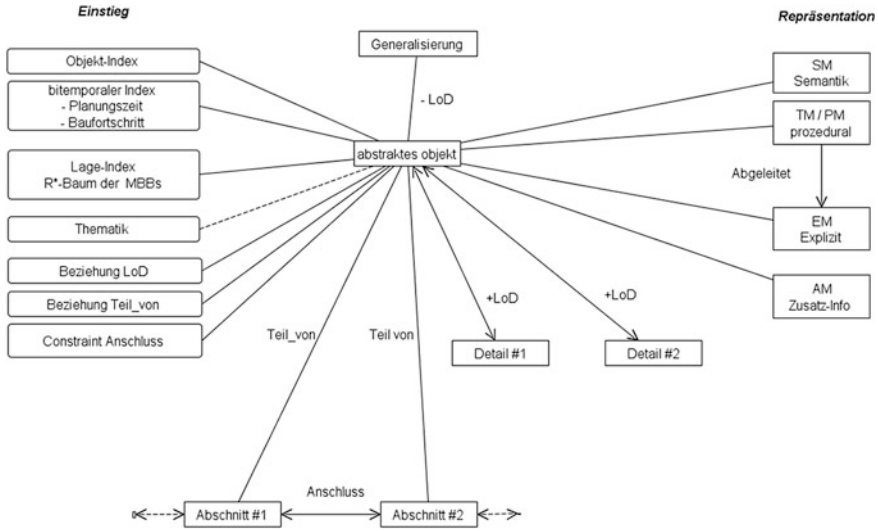 Einstieg
Repräsentation
Generalisierung
- LoD
Objekt-Index
bitemporaler Index
- Planungszeit
- Baufortschritt
Lage-Index
R*-Baum der MBBs
Thematik
Beziehung LoD
Beziehung Teil_von
Constraint Anschluss
abstraktes objekt
SM
Semantik
TM / PM
prozedural
Abgeleitet
EM
Explizit
AM
Zusatz-Info
+LoD
+LoD
Teil_von
Teil von
Detail #1
Detail #2
Anschluss
Abschnitt #1
Abschnitt #2